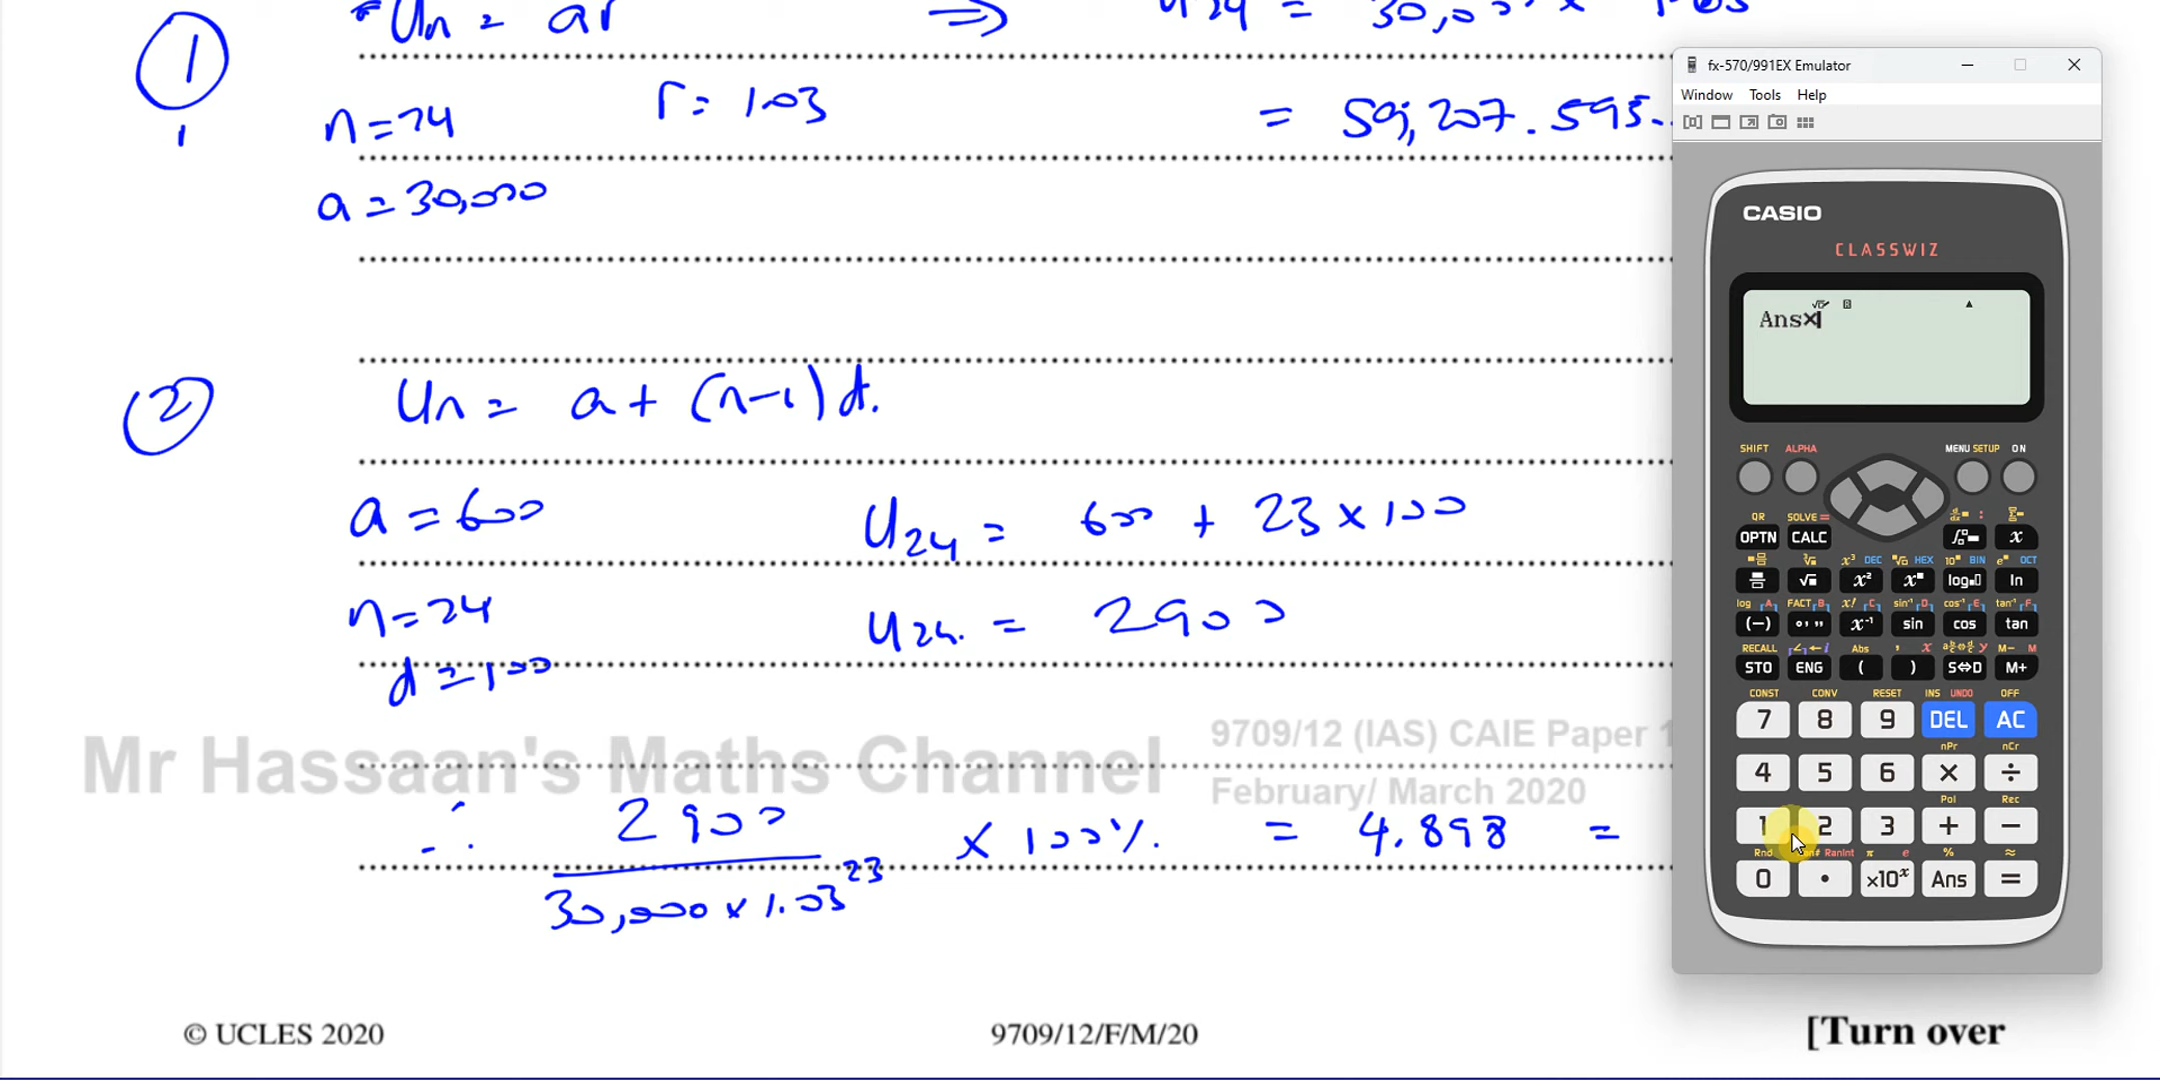 1 Un = ar ⇒ U24 = 30,000 × 1.03
n=24 r = 1.03 = 59,207.595..
1
a = 30,000
2 Un = a + (n-1)d.
a = 600 U24 = 600 + 23 × 100
n = 24 U24. = 2900
d = 100
∴ 2900 / 30,000 × 1.03^23 × 100% = 4.898 =
Mr Hassaan's Maths Channel
9709/12 (IAS) CAIE Paper 1
February/ March 2020
© UCLES 2020 9709/12/F/M/20 [Turn over
fx-570/991EX Emulator
Window Tools Help
CASIO
CLASSWIZ
Ans×
SHIFT ALPHA MENU SETUP ON
QR SOLVE =
OPTN CALC x
x³ DEC HEX 10■ BIN e■ OCT
√■ x² x■ log■□ ln
log A FACT B x! C sin⁻¹ D cos⁻¹ E tan⁻¹ F
(−) x⁻¹ sin cos tan
RECALL ∠ i Abs , x y M− M
STO ENG ( ) S⇔D M+
CONST CONV RESET INS UNDO OFF
7 8 9 DEL AC
nPr nCr
4 5 6 × ÷
Pol Rec
1 2 3 + −
Rnd Ran# RanInt π e % ≈
0 • ×10ˣ Ans =